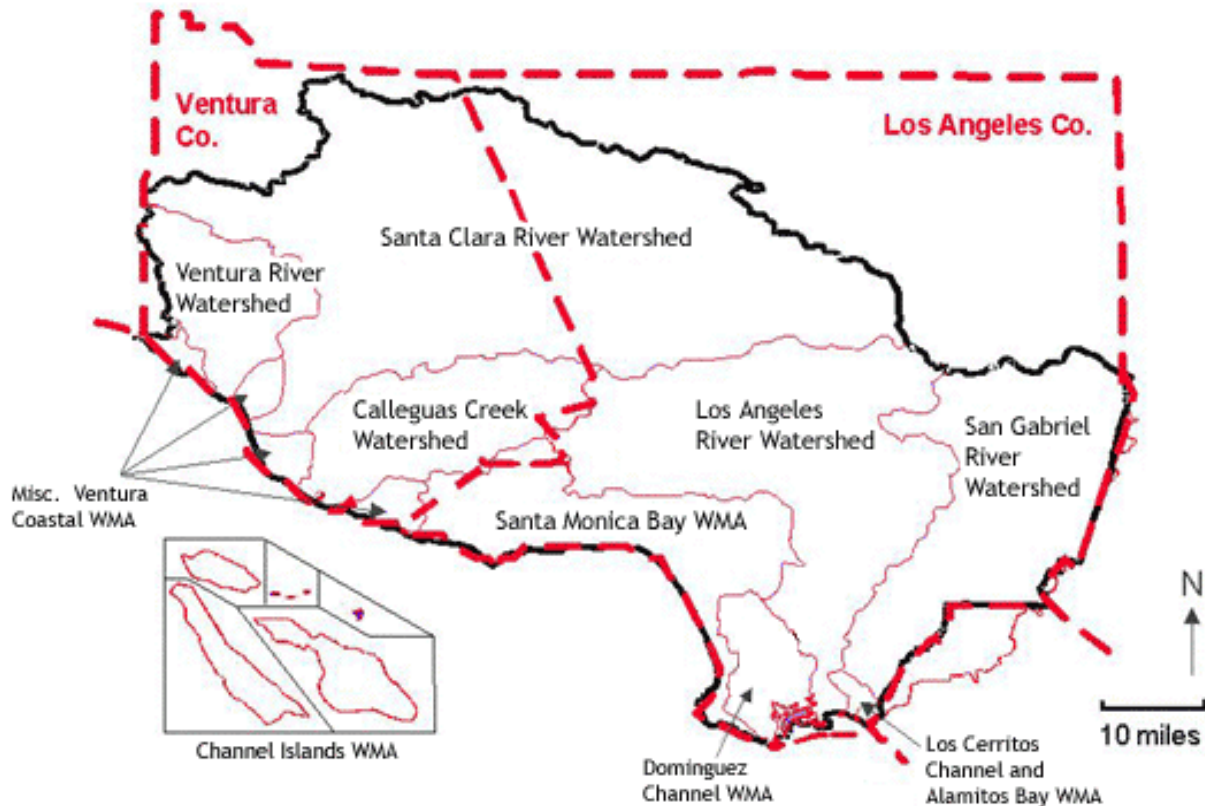 Ventura
Co.
Los Angeles Co.
Santa Clara River Watershed
Ventura River
Watershed
Calleguas Creek
Watershed
Los Angeles
River Watershed
San Gabriel
River
Watershed
Misc. Ventura
Coastal WMA
Santa Monica Bay WMA
N
10 miles
Channel Islands WMA
Dominguez
Channel WMA
Los Cerritos
Channel and
Alamitos Bay WMA